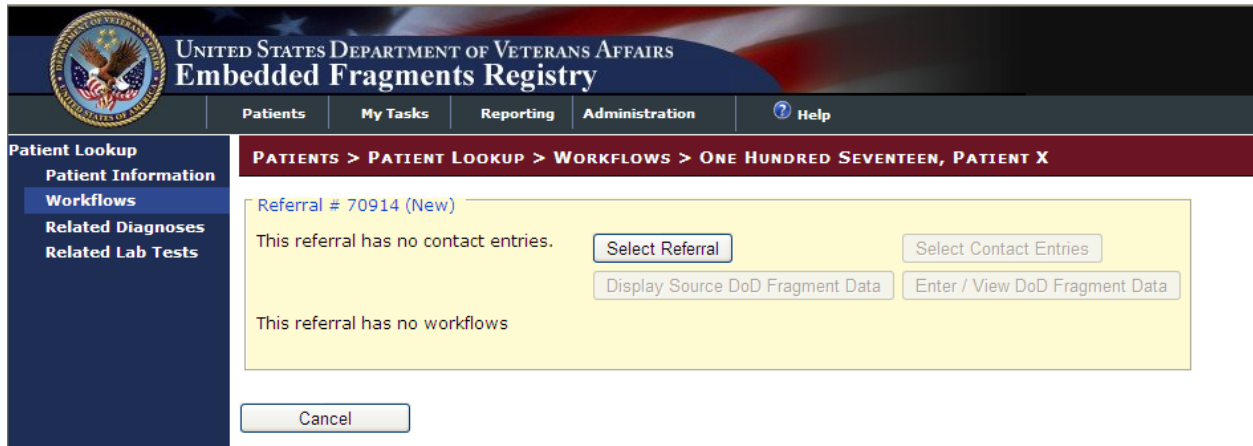 UNITED STATES DEPARTMENT OF VETERANS AFFAIRS
Embedded Fragments Registry
Patients My Tasks Reporting Administration ? Help
Patient Lookup
Patient Information
Workflows
Related Diagnoses
Related Lab Tests
PATIENTS > PATIENT LOOKUP > WORKFLOWS > ONE HUNDRED SEVENTEEN, PATIENT X
Referral # 70914 (New)
This referral has no contact entries. Select Referral Select Contact Entries
Display Source DoD Fragment Data Enter / View DoD Fragment Data
This referral has no workflows
Cancel